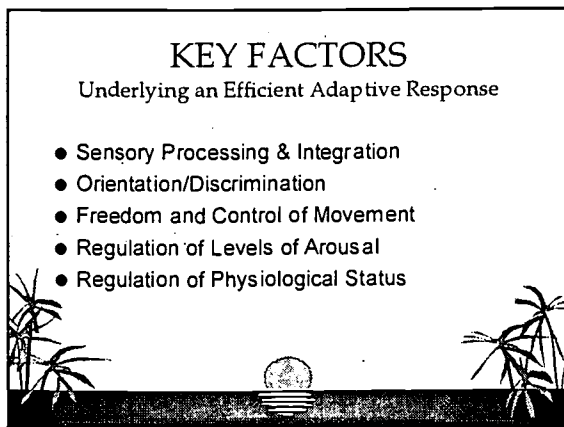 KEY FACTORS
Underlying an Efficient Adaptive Response
● Sensory Processing & Integration
● Orientation/Discrimination
● Freedom and Control of Movement
● Regulation of Levels of Arousal
● Regulation of Physiological Status